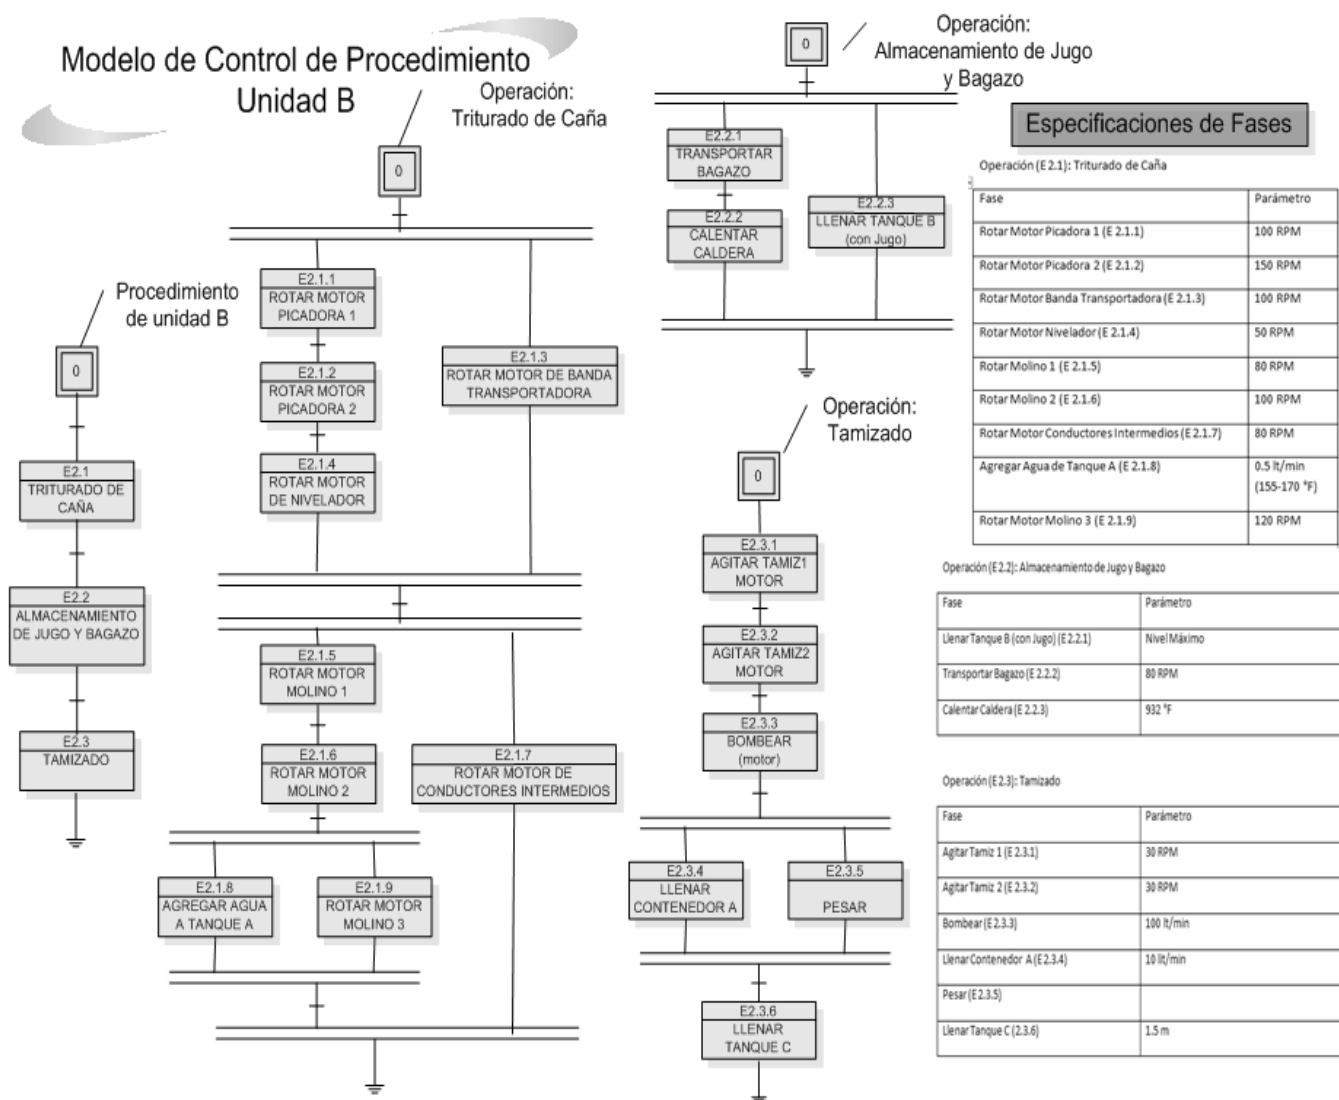 Modelo de Control de Procedimiento
Unidad B
Operación:
Triturado de Caña
0
E2.1.1
ROTAR MOTOR
PICADORA 1
E2.1.2
ROTAR MOTOR
PICADORA 2
E2.1.4
ROTAR MOTOR
DE NIVELADOR
E2.1.3
ROTAR MOTOR DE BANDA
TRANSPORTADORA
E2.1.5
ROTAR MOTOR
MOLINO 1
E2.1.6
ROTAR MOTOR
MOLINO 2
E2.1.7
ROTAR MOTOR DE
CONDUCTORES INTERMEDIOS
E2.1.8
AGREGAR AGUA
A TANQUE A
E2.1.9
ROTAR MOTOR
MOLINO 3
Procedimiento
de unidad B
0
E2.1
TRITURADO DE
CAÑA
E2.2
ALMACENAMIENTO
DE JUGO Y BAGAZO
E2.3
TAMIZADO
Operación:
Almacenamiento de Jugo
y Bagazo
0
E2.2.1
TRANSPORTAR
BAGAZO
E2.2.2
CALENTAR
CALDERA
E2.2.3
LLENAR TANQUE B
(con Jugo)
Operación:
Tamizado
0
E2.3.1
AGITAR TAMIZ1
MOTOR
E2.3.2
AGITAR TAMIZ2
MOTOR
E2.3.3
BOMBEAR
(motor)
E2.3.4
LLENAR
CONTENEDOR A
E2.3.5
PESAR
E2.3.6
LLENAR
TANQUE C
Especificaciones de Fases
Operación (E 2.1): Triturado de Caña
Fase Parámetro
Rotar Motor Picadora 1 (E 2.1.1) 100 RPM
Rotar Motor Picadora 2 (E 2.1.2) 150 RPM
Rotar Motor Banda Transportadora (E 2.1.3) 100 RPM
Rotar Motor Nivelador (E 2.1.4) 50 RPM
Rotar Molino 1 (E 2.1.5) 80 RPM
Rotar Molino 2 (E 2.1.6) 100 RPM
Rotar Motor Conductores Intermedios (E 2.1.7) 80 RPM
Agregar Agua de Tanque A (E 2.1.8) 0.5 lt/min
(155-170 °F)
Rotar Motor Molino 3 (E 2.1.9) 120 RPM
Operación (E 2.2): Almacenamiento de Jugo y Bagazo
Fase Parámetro
Llenar Tanque B (con Jugo) (E 2.2.1) Nivel Máximo
Transportar Bagazo (E 2.2.2) 80 RPM
Calentar Caldera (E 2.2.3) 932 °F
Operación (E 2.3): Tamizado
Fase Parámetro
Agitar Tamiz 1 (E 2.3.1) 30 RPM
Agitar Tamiz 2 (E 2.3.2) 30 RPM
Bombear (E 2.3.3) 100 lt/min
Llenar Contenedor A (E 2.3.4) 10 lt/min
Pesar (E 2.3.5)
Llenar Tanque C (2.3.6) 1.5 m